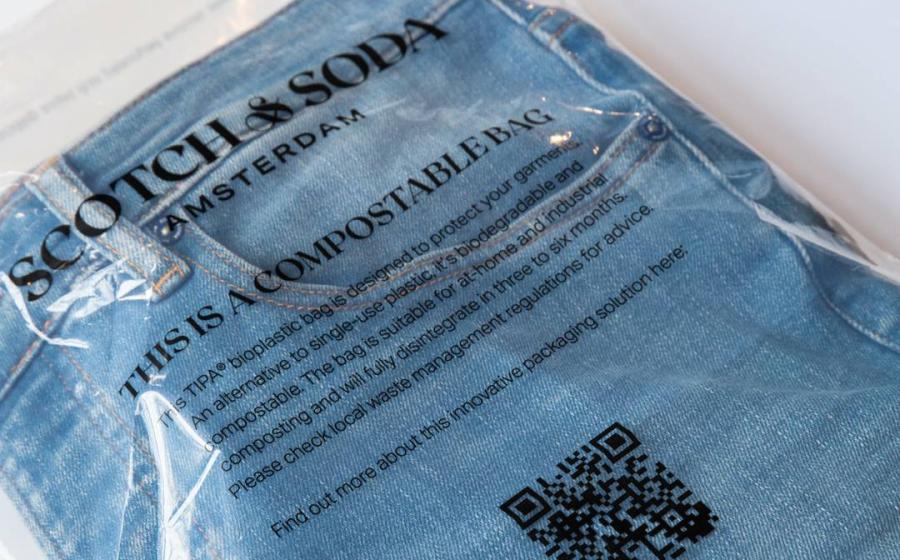 SCOTCH & SODA
AMSTERDAM
THIS IS A COMPOSTABLE BAG
This TIPA® bioplastic bag is designed to protect your garments.
An alternative to single-use plastic, it's biodegradable and
compostable. The bag is suitable for at-home and industrial
composting and will fully disintegrate in three to six months.
Please check local waste management regulations for advice.
Find out more about this innovative packaging solution here: